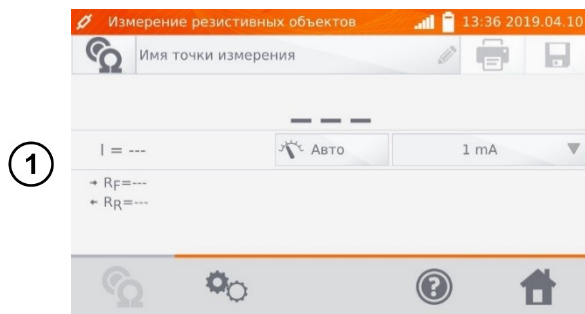 Измерение резистивных объектов 13:36 2019.04.10
Имя точки измерения
---
I = --- Авто 1 mA
1
→ RF=---
← RR=---